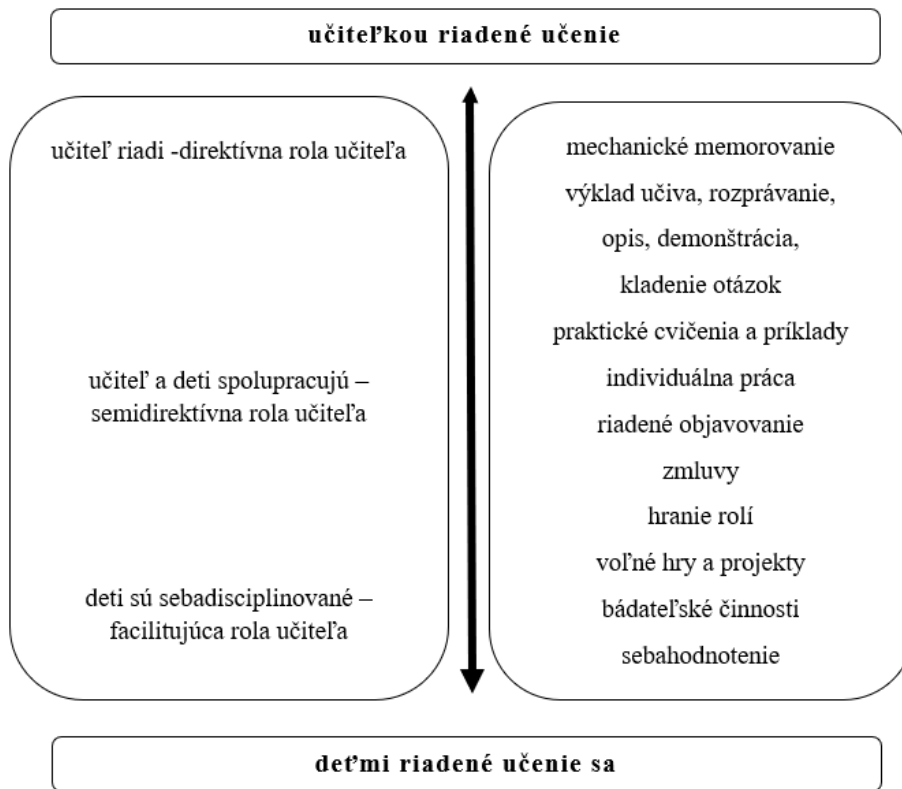 učiteľkou riadené učenie
učiteľ riadi -direktívna rola učiteľa
učiteľ a deti spolupracujú –
semidirektívna rola učiteľa
deti sú sebadisciplinované –
facilitujúca rola učiteľa
mechanické memorovanie
výklad učiva, rozprávanie,
opis, demonštrácia,
kladenie otázok
praktické cvičenia a príklady
individuálna práca
riadené objavovanie
zmluvy
hranie rolí
voľné hry a projekty
bádateľské činnosti
sebahodnotenie
deťmi riadené učenie sa